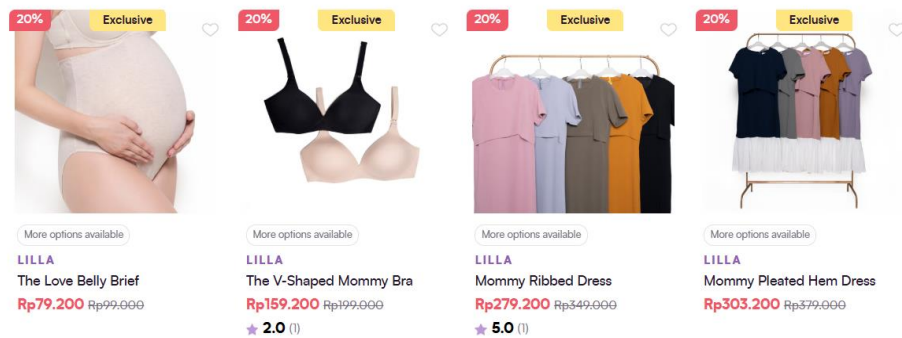 20%
Exclusive
20%
Exclusive
20%
Exclusive
20%
Exclusive
More options available
LILLA
The Love Belly Brief
Rp79.200 Rp99.000
More options available
LILLA
The V-Shaped Mommy Bra
Rp159.200 Rp199.000
2.0 (1)
More options available
LILLA
Mommy Ribbed Dress
Rp279.200 Rp349.000
5.0 (1)
More options available
LILLA
Mommy Pleated Hem Dress
Rp303.200 Rp379.000